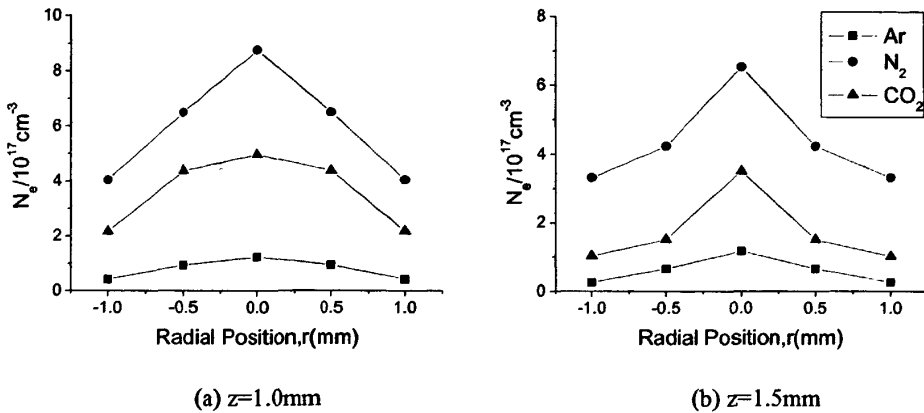 10
8
6
4
2
0
N_e/10^17cm^-3
-1.0 -0.5 0.0 0.5 1.0
Radial Position,r(mm)
(a) z=1.0mm
8
6
4
2
0
N_e/10^17cm^-3
Ar
N_2
CO_2
-1.0 -0.5 0.0 0.5 1.0
Radial Position,r(mm)
(b) z=1.5mm